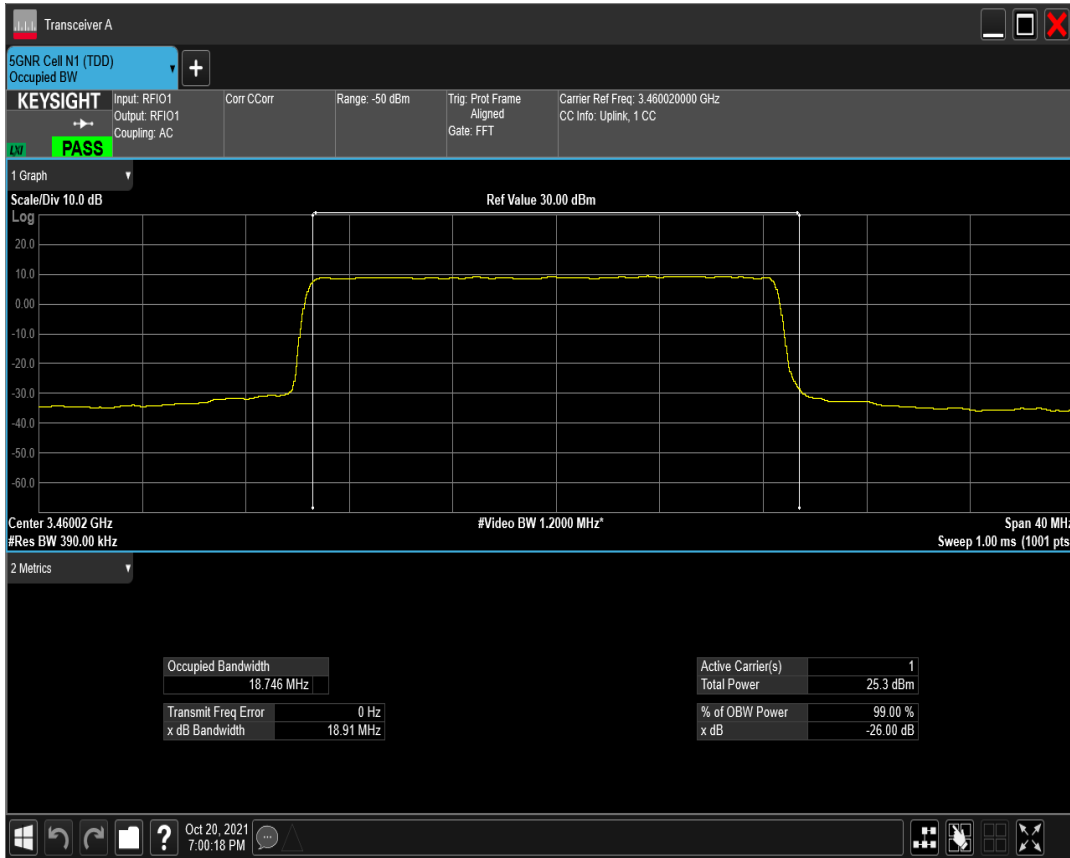 Transceiver A
5GNR Cell N1 (TDD)
Occupied BW
+
KEYSIGHT
LXI
PASS
Input: RFIO1
Output: RFIO1
Coupling: AC
Corr CCorr
Range: -50 dBm
Trig: Prot Frame
Aligned
Gate: FFT
Carrier Ref Freq: 3.460020000 GHz
CC Info: Uplink, 1 CC
1 Graph
Scale/Div 10.0 dB
Ref Value 30.00 dBm
Log
20.0
10.0
0.00
-10.0
-20.0
-30.0
-40.0
-50.0
-60.0
Center 3.46002 GHz
#Video BW 1.2000 MHz*
Span 40 MHz
#Res BW 390.00 kHz
Sweep 1.00 ms (1001 pts
2 Metrics
Occupied Bandwidth
18.746 MHz
Transmit Freq Error 0 Hz
x dB Bandwidth 18.91 MHz
Active Carrier(s) 1
Total Power 25.3 dBm
% of OBW Power 99.00 %
x dB -26.00 dB
?
Oct 20, 2021
7:00:18 PM